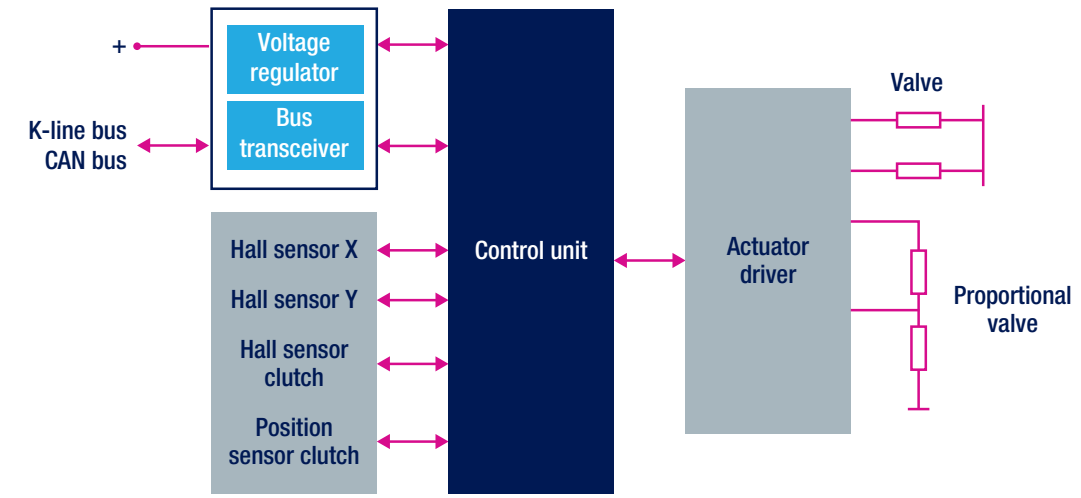 +
K-line bus
CAN bus
Voltage
regulator
Bus
transceiver
Hall sensor X
Hall sensor Y
Hall sensor
clutch
Position
sensor clutch
Control unit
Actuator
driver
Valve
Proportional
valve